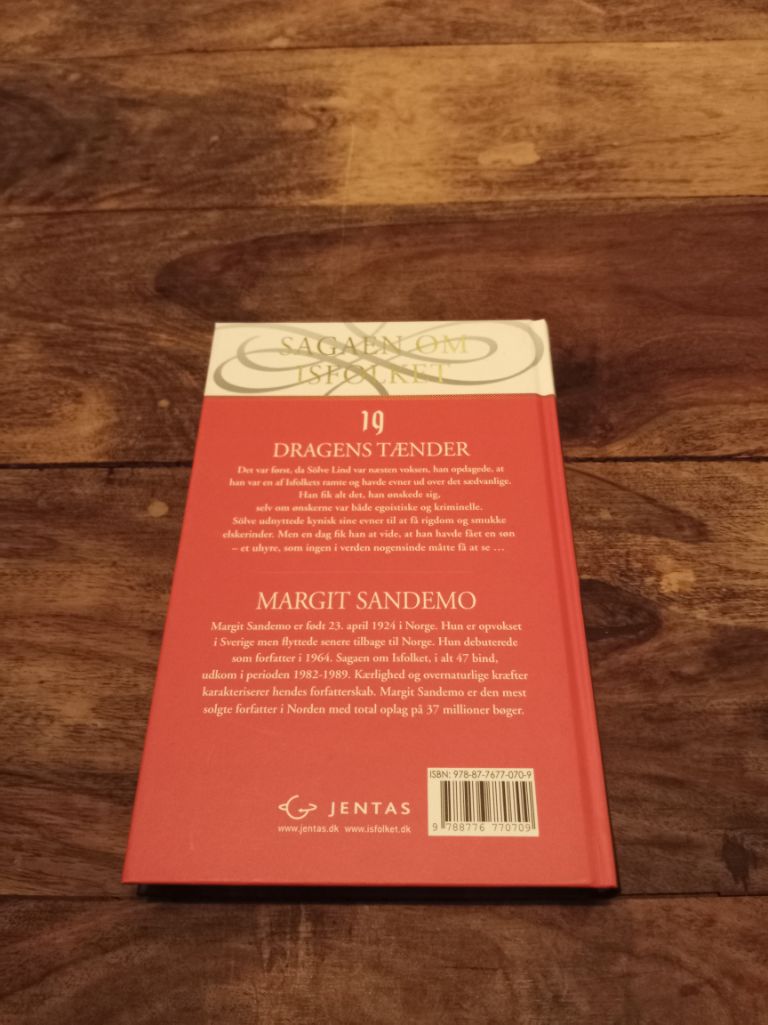 SAGAEN OM
ISFOLKET
19
DRAGENS TÆNDER
Det var først, da Sölve Lind var næsten voksen, han opdagede, at
han var en af Isfolkets ramte og havde evner ud over det sædvanlige.
Han fik alt det, han ønskede sig,
selv om ønskerne var både egoistiske og kriminelle.
Sölve udnyttede kynisk sine evner til at få rigdom og smukke
elskerinder. Men en dag fik han at vide, at han havde fået en søn
– et uhyre, som ingen i verden nogensinde måtte få at se ...
MARGIT SANDEMO
Margit Sandemo er født 23. april 1924 i Norge. Hun er opvokset
i Sverige men flyttede senere tilbage til Norge. Hun debuterede
som forfatter i 1964. Sagaen om Isfolket, i alt 47 bind,
udkom i perioden 1982-1989. Kærlighed og overnaturlige kræfter
karakteriserer hendes forfatterskab. Margit Sandemo er den mest
solgte forfatter i Norden med total oplag på 37 millioner bøger.
ISBN: 978-87-7677-070-9
JENTAS
www.jentas.dk www.isfolket.dk
9 788776 770709